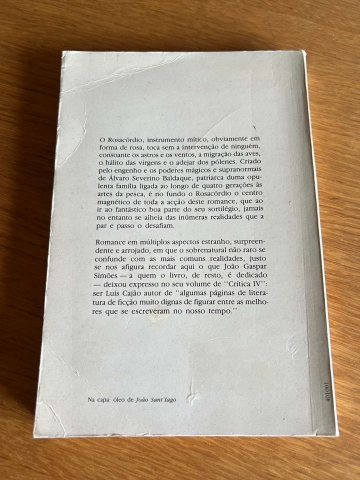 O Rosacórdio, instrumento mítico, obviamente em
forma de rosa, toca sem a intervenção de ninguém,
consoante os astros e os ventos, a migração das aves,
o hálito das virgens e o adejar dos pólenes. Criado
pelo engenho e os poderes mágicos e supranormais
de Álvaro Severino Baldaque, patriarca duma opu-
lenta família ligada ao longo de quatro gerações às
artes da pesca, é no fundo o Rosacórdio o centro
magnético de toda a acção deste romance, que ao
ir ao fantástico boa parte do seu sortilégio, jamais
no entanto se alheia das inúmeras realidades que a
par e passo o desafiam.
Romance em múltiplos aspectos estranho, surpreen-
dente e arrojado, em que o sobrenatural não raro se
confunde com as mais comuns realidades, justo
se nos afigura recordar aqui o que João Gaspar
Simões — a quem o livro, de resto, é dedicado
— deixou expresso no seu volume de "Crítica IV":
ser Luís Cajão autor de "algumas páginas de litera-
tura de ficção muito dignas de figurar entre as melho-
res que se escreveram no nosso tempo."
Na capa: óleo de João Sant'Iago